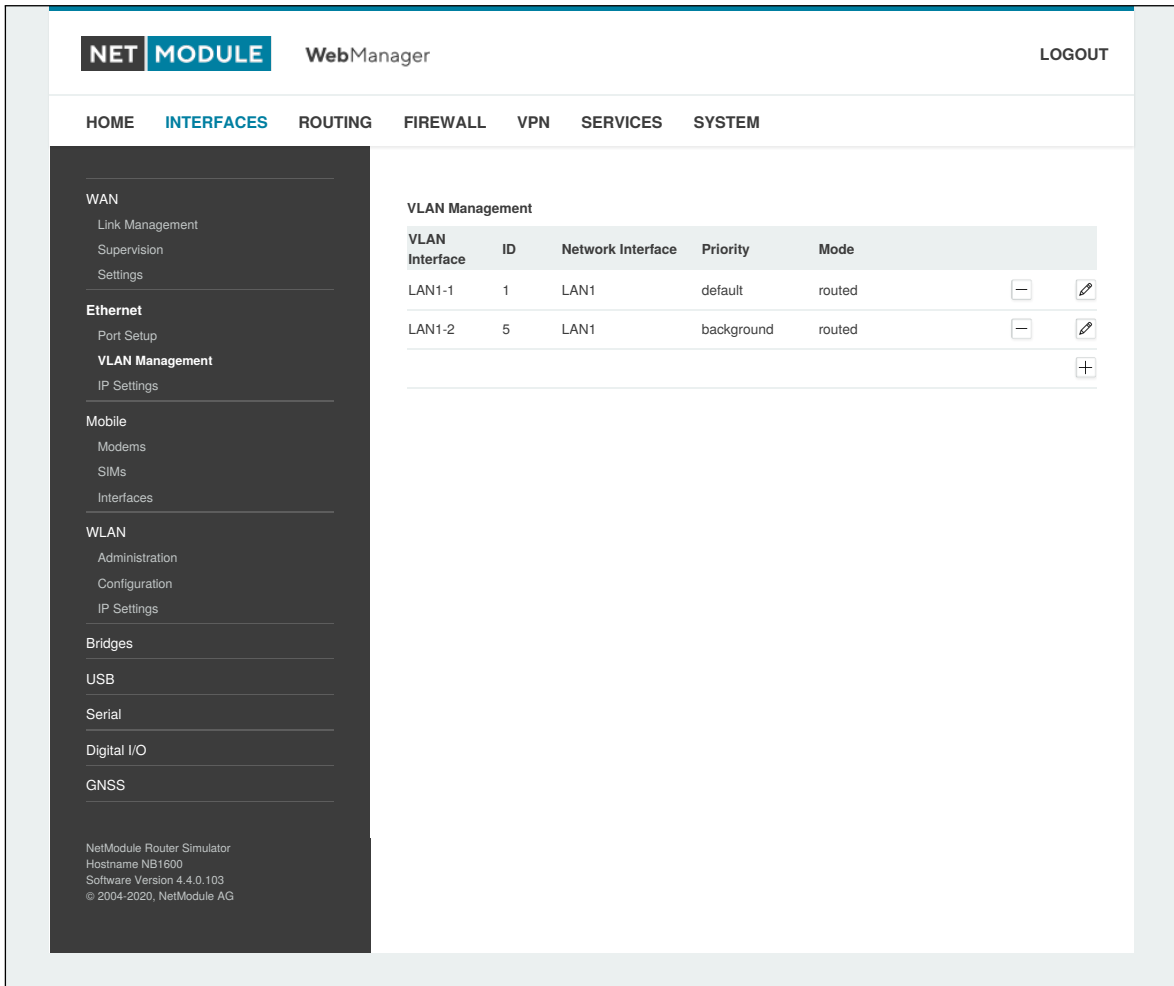 NET MODULE WebManager LOGOUT
HOME INTERFACES ROUTING FIREWALL VPN SERVICES SYSTEM
WAN
Link Management
Supervision
Settings
Ethernet
Port Setup
VLAN Management
IP Settings
Mobile
Modems
SIMs
Interfaces
WLAN
Administration
Configuration
IP Settings
Bridges
USB
Serial
Digital I/O
GNSS
NetModule Router Simulator
Hostname NB1600
Software Version 4.4.0.103
© 2004-2020, NetModule AG
VLAN Management
VLAN Interface ID Network Interface Priority Mode
LAN1-1 1 LAN1 default routed
LAN1-2 5 LAN1 background routed